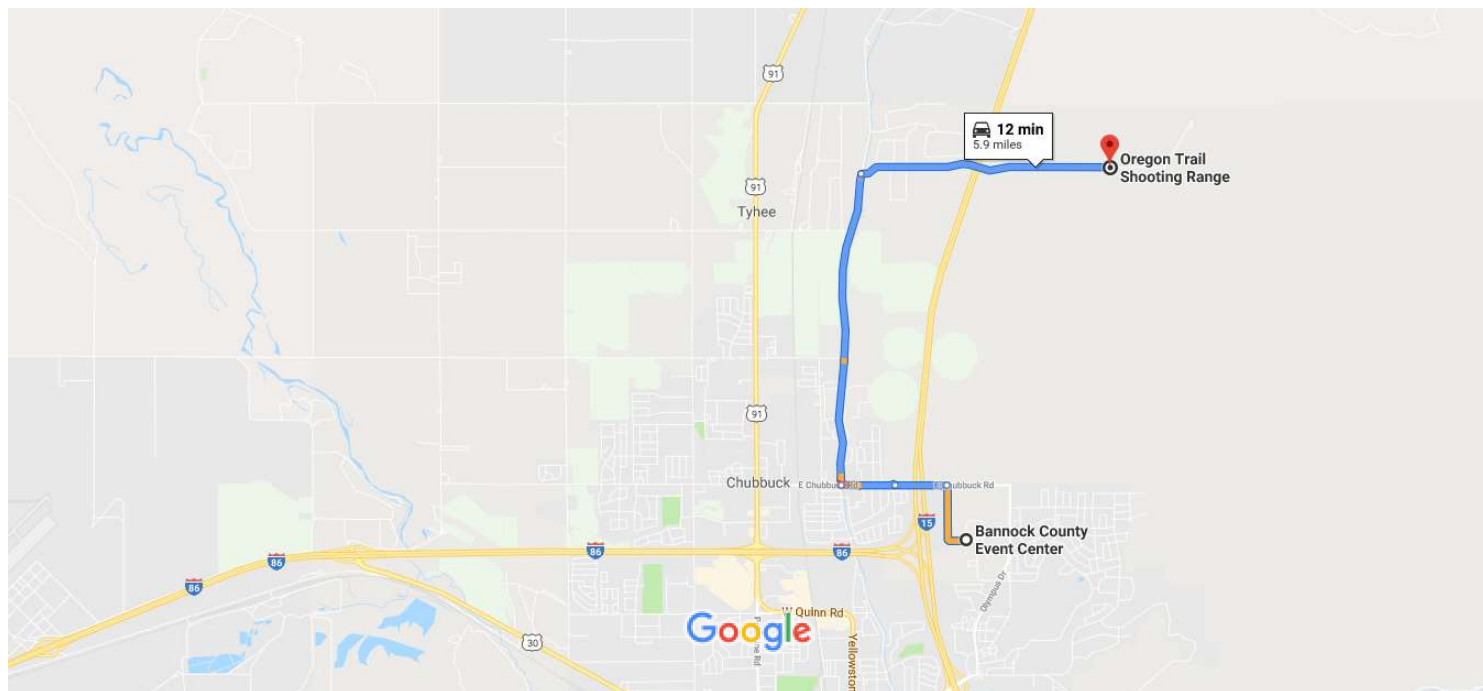 91
12 min
5.9 miles
Oregon Trail
Shooting Range
91
Tyhee
91
Chubbuck
E Chubbuck Rd
E Chubbuck Rd
15
Bannock County
Event Center
86
86
86
86
Olympus Dr
W Quinn Rd
Google
30
Yellowston